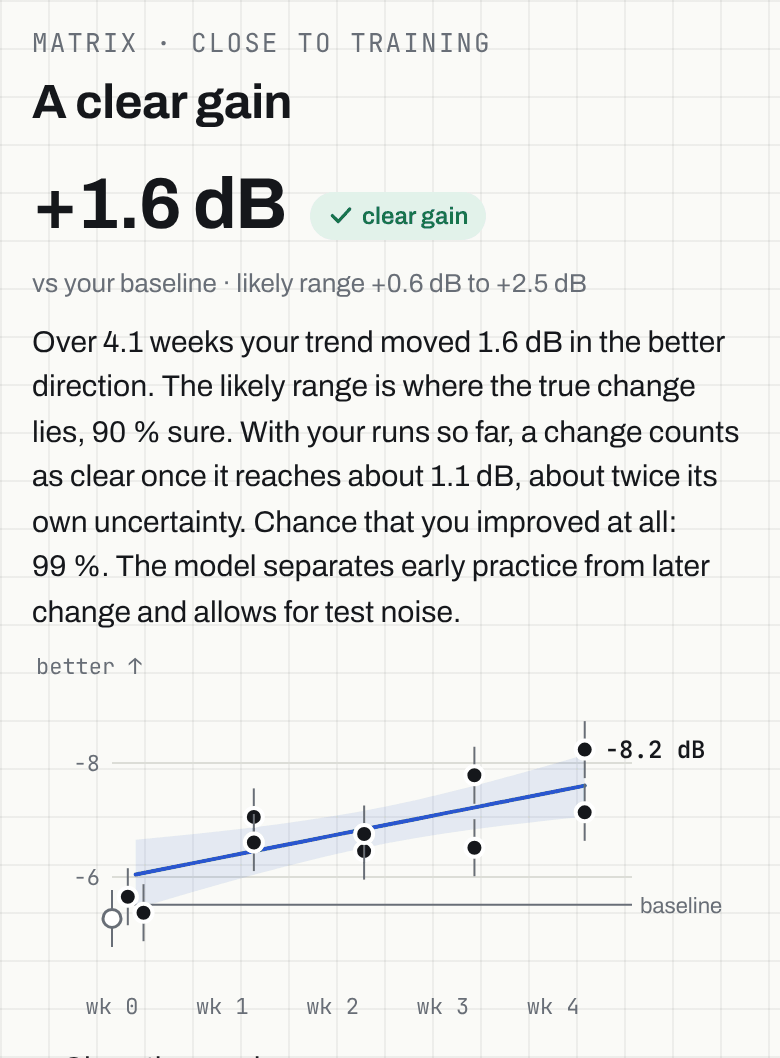 MATRIX · CLOSE TO TRAINING
A clear gain
+1.6 dB
clear gain
vs your baseline · likely range +0.6 dB to +2.5 dB
Over 4.1 weeks your trend moved 1.6 dB in the better
direction. The likely range is where the true change
lies, 90 % sure. With your runs so far, a change counts
as clear once it reaches about 1.1 dB, about twice its
own uncertainty. Chance that you improved at all:
99 %. The model separates early practice from later
change and allows for test noise.
better ↑
-8.2 dB
-8
-6
baseline
wk 0 wk 1 wk 2 wk 3 wk 4